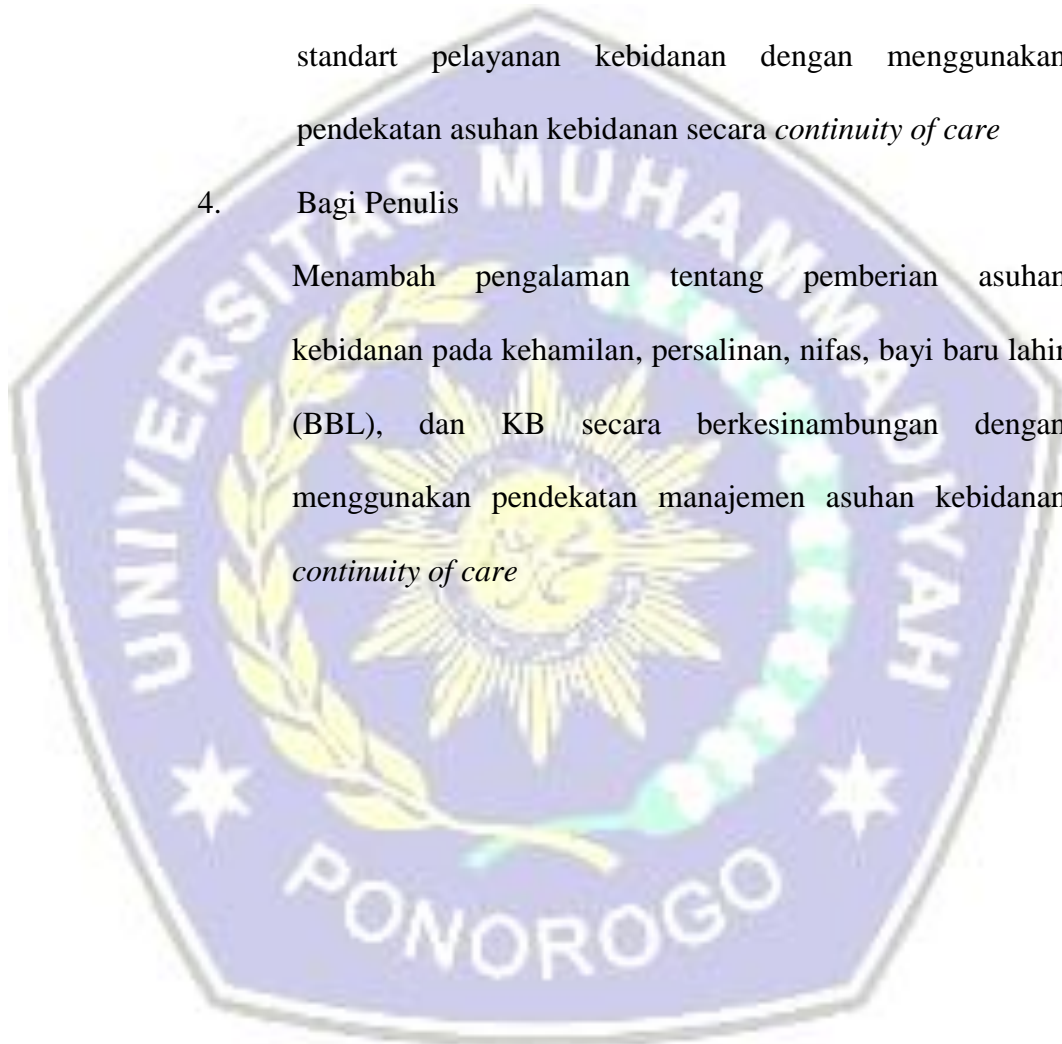 standart pelayanan kebidanan dengan menggunakan
pendekatan asuhan kebidanan secara continuity of care
4. Bagi Penulis
Menambah pengalaman tentang pemberian asuhan
kebidanan pada kehamilan, persalinan, nifas, bayi baru lahir
(BBL), dan KB secara berkesinambungan dengan
menggunakan pendekatan manajemen asuhan kebidanan
continuity of care
UNIVERSITAS MUHAMMADIYAH
PONOROGO